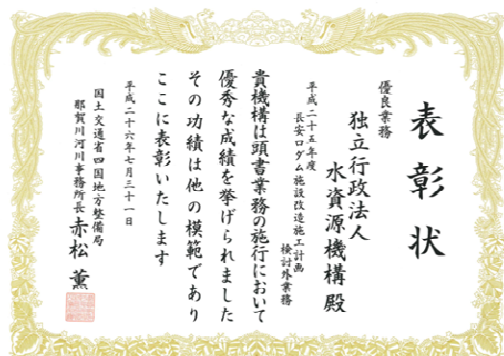 表彰状
優良業務
独立行政法人
水資源機構 殿
平成二十五年度
長安口ダム施設改造施工計画
検討外業務
貴機構は頭書業務の施行において
優秀な成績を挙げられました
その功績は他の模範であり
ここに表彰いたします
平成二十六年七月三十一日
国土交通省四国地方整備局
那賀川河川事務所長 赤松 薫